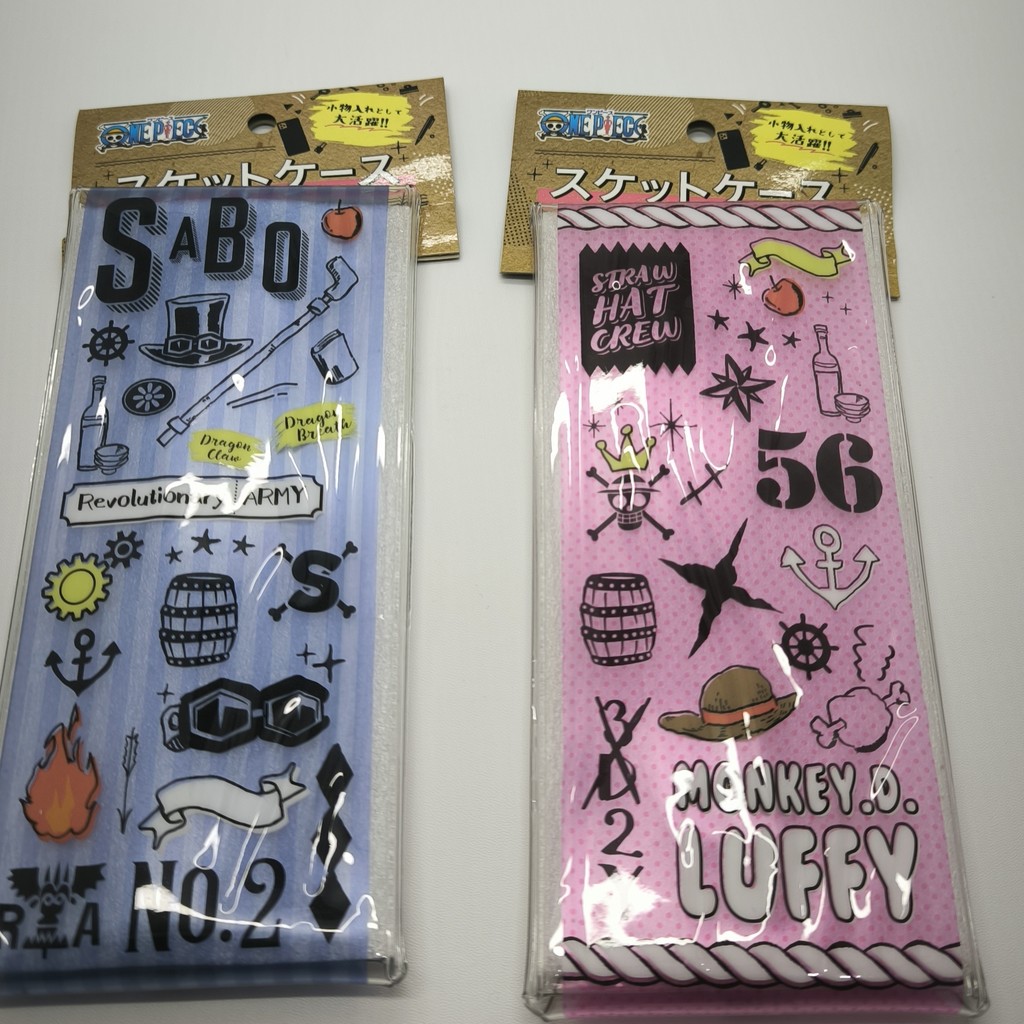 ONE PIECE
小物入れとして
大活躍!!
スケットケース
SABO
Dragon
Claw
Dragon
Breath
Revolutionary ARMY
S
R A
No.2
ONE PIECE
小物入れとして
大活躍!!
スケットケース
STRAW
HAT
CREW
56
3
D
2
Y
MONKEY.D.
LUFFY